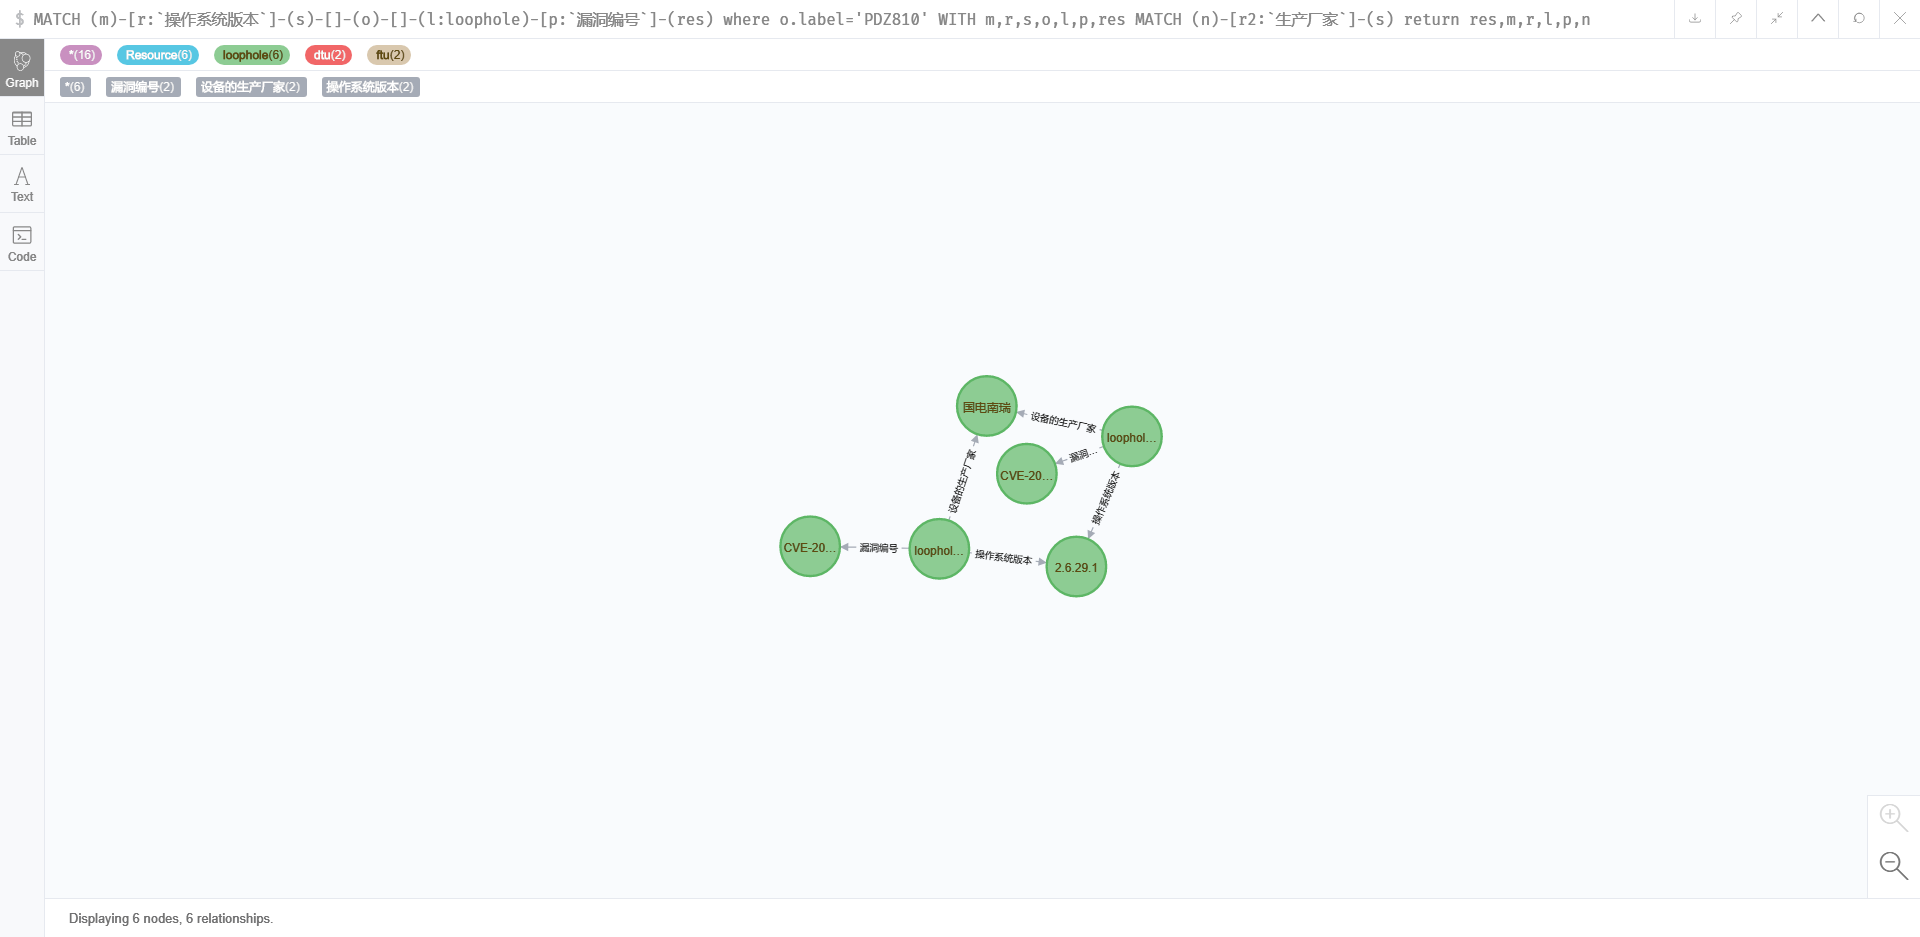 $ MATCH (m)-[r:`操作系统版本`]-(s)-[]-(o)-[]-(l:loophole)-[p:`漏洞编号`]-(res) where o.label='PDZ810' WITH m,r,s,o,l,p,res MATCH (n)-[r2:`生产厂家`]-(s) return res,m,r,l,p,n
*(16) Resource(6) loophole(6) dtu(2) ftu(2)
*(6) 漏洞编号(2) 设备的生产厂家(2) 操作系统版本(2)
Graph
Table
Text
Code
国电南瑞
设备的生产厂家
loophol...
漏洞...
CVE-20...
设备的生产厂家
操作系统版本
CVE-20...
漏洞编号
loophol...
操作系统版本
2.6.29.1
Displaying 6 nodes, 6 relationships.